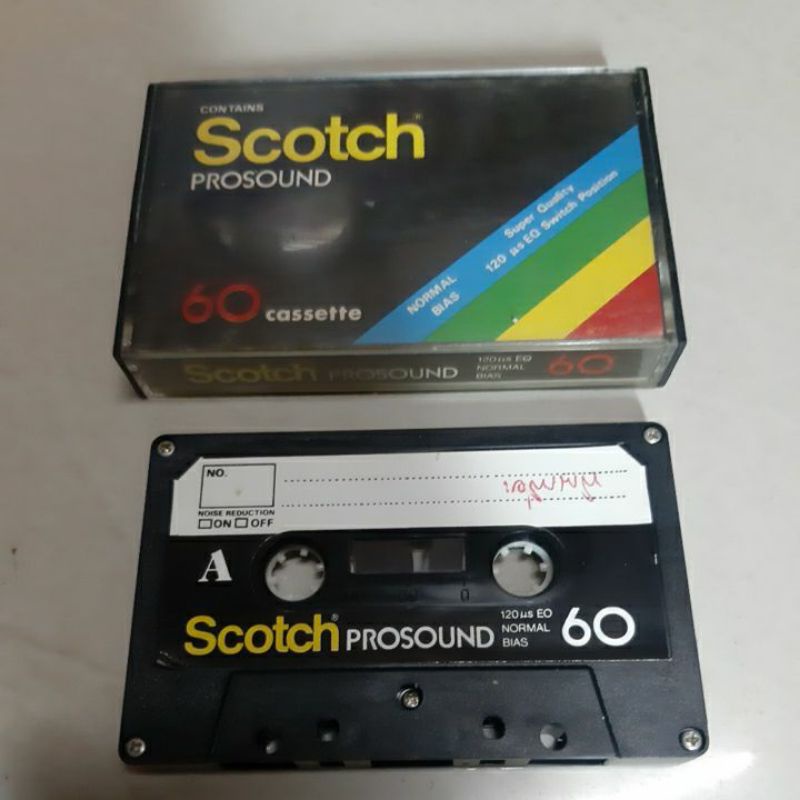 CONTAINS
Scotch®
PROSOUND
Super Quality
NORMAL 120 µs EQ Switch Position
BIAS
60 cassette
Scotch PROSOUND
120 µs EQ
NORMAL
BIAS
60
NO.
NOISE REDUCTION
ON OFF
A
Scotch® PROSOUND
120 µs EQ
NORMAL
BIAS
60